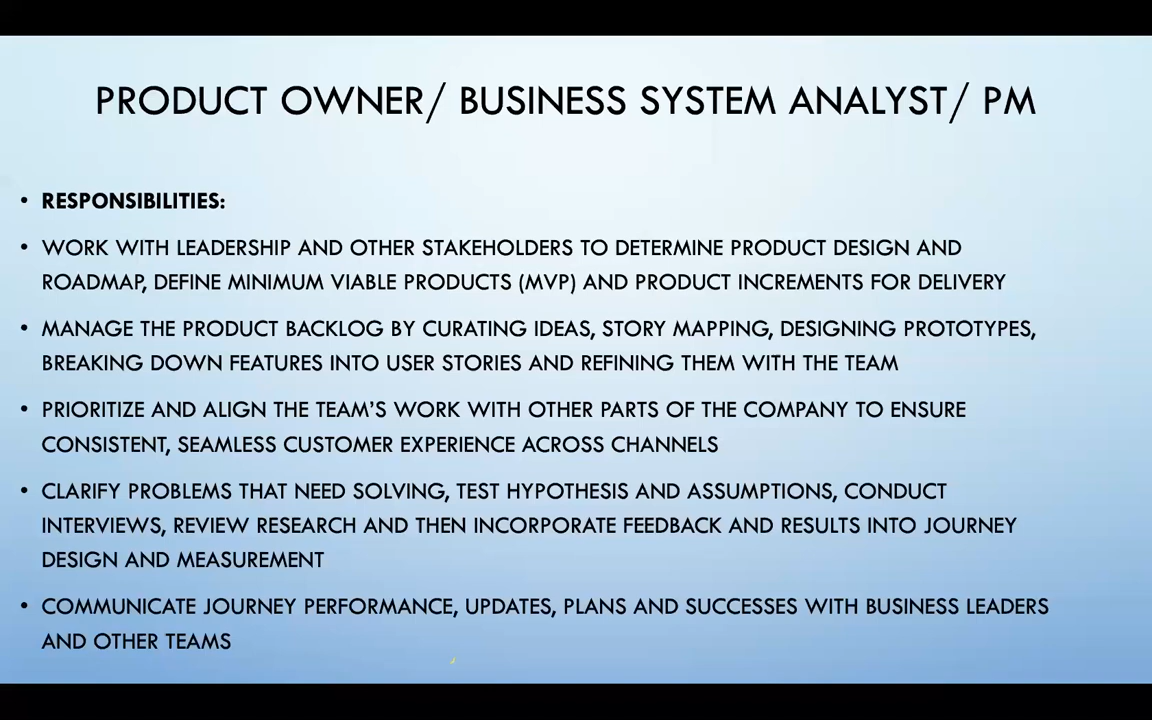 PRODUCT OWNER/ BUSINESS SYSTEM ANALYST/ PM
• RESPONSIBILITIES:
• WORK WITH LEADERSHIP AND OTHER STAKEHOLDERS TO DETERMINE PRODUCT DESIGN AND
ROADMAP, DEFINE MINIMUM VIABLE PRODUCTS (MVP) AND PRODUCT INCREMENTS FOR DELIVERY
• MANAGE THE PRODUCT BACKLOG BY CURATING IDEAS, STORY MAPPING, DESIGNING PROTOTYPES,
BREAKING DOWN FEATURES INTO USER STORIES AND REFINING THEM WITH THE TEAM
• PRIORITIZE AND ALIGN THE TEAM'S WORK WITH OTHER PARTS OF THE COMPANY TO ENSURE
CONSISTENT, SEAMLESS CUSTOMER EXPERIENCE ACROSS CHANNELS
• CLARIFY PROBLEMS THAT NEED SOLVING, TEST HYPOTHESIS AND ASSUMPTIONS, CONDUCT
INTERVIEWS, REVIEW RESEARCH AND THEN INCORPORATE FEEDBACK AND RESULTS INTO JOURNEY
DESIGN AND MEASUREMENT
• COMMUNICATE JOURNEY PERFORMANCE, UPDATES, PLANS AND SUCCESSES WITH BUSINESS LEADERS
AND OTHER TEAMS